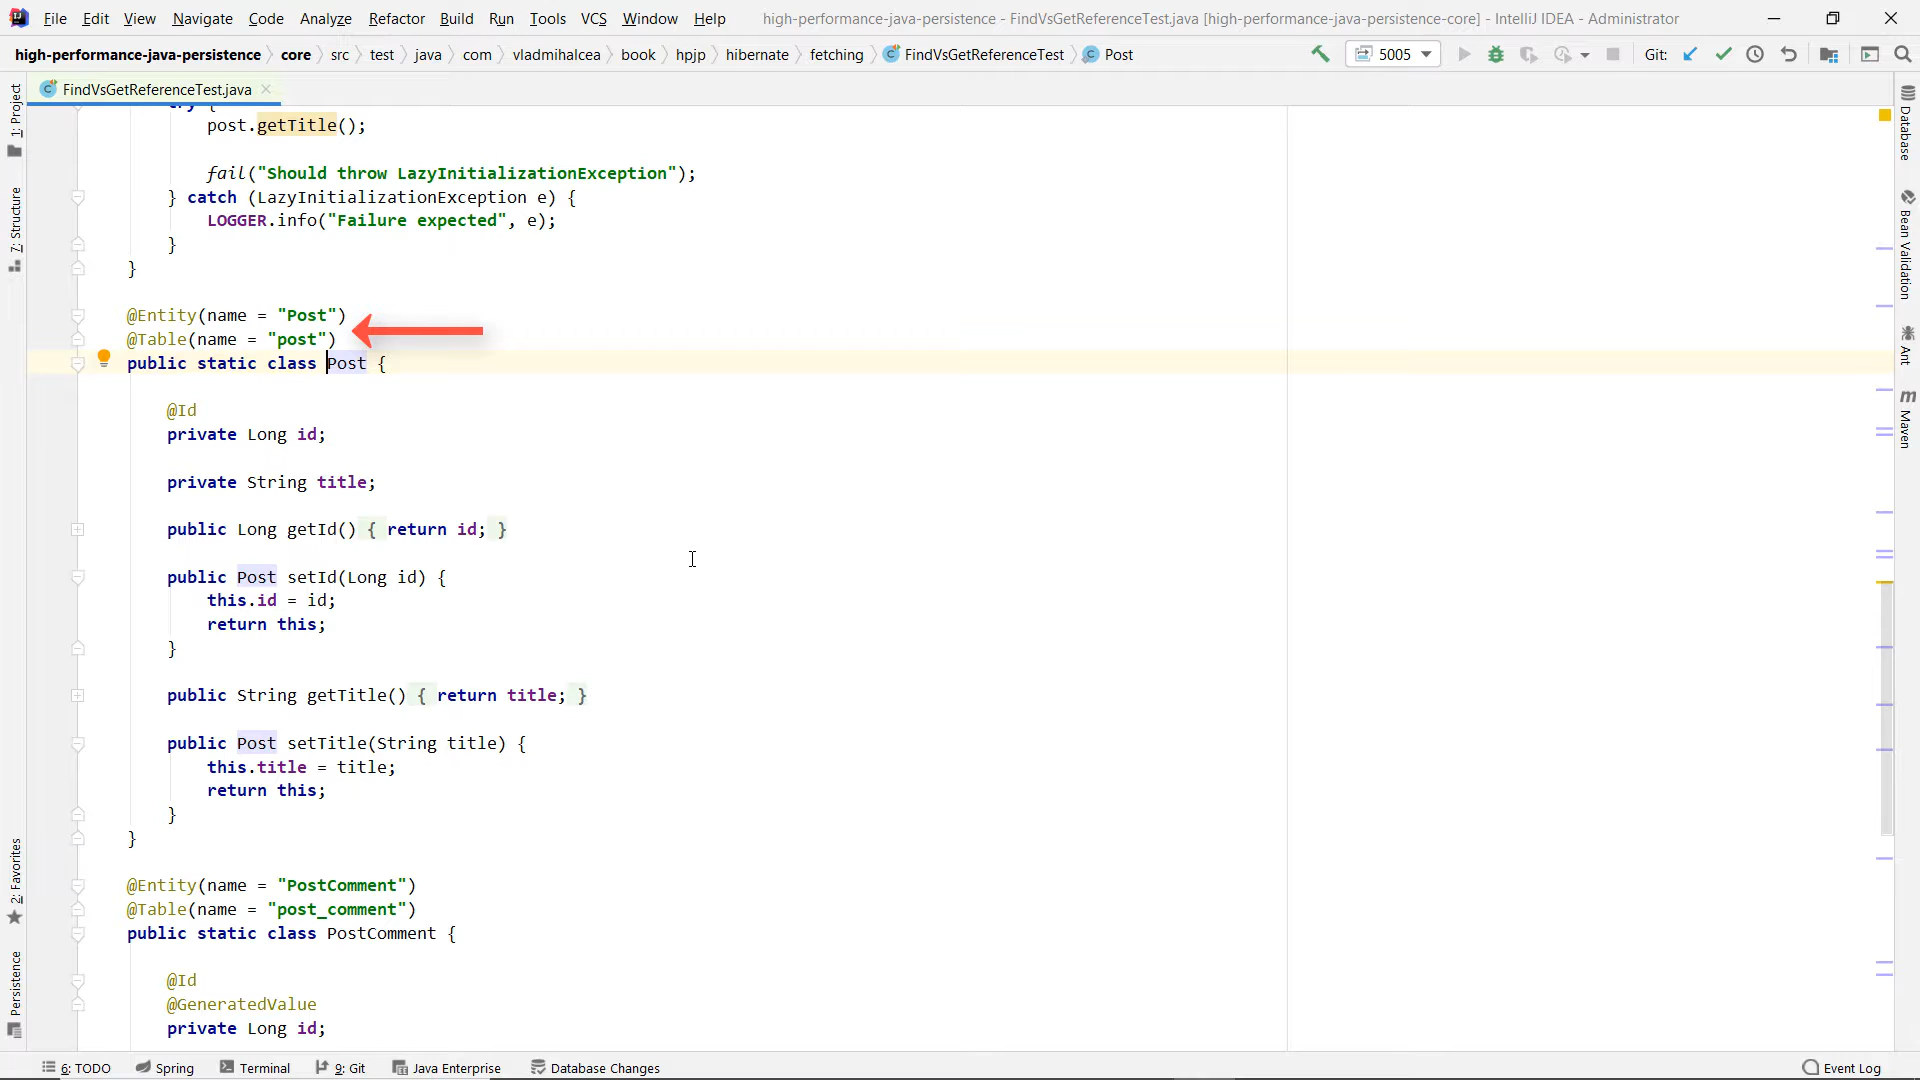 File Edit View Navigate Code Analyze Refactor Build Run Tools VCS Window Help high-performance-java-persistence - FindVsGetReferenceTest.java [high-performance-java-persistence-core] - IntelliJ IDEA - Administrator
high-performance-java-persistence core src test java com vladmihalcea book hpjp hibernate fetching FindVsGetReferenceTest Post 5005 Git:
FindVsGetReferenceTest.java
1: Project
7: Structure
2: Favorites
Persistence
try {
post.getTitle();
fail("Should throw LazyInitializationException");
} catch (LazyInitializationException e) {
LOGGER.info("Failure expected", e);
}
}
@Entity(name = "Post")
@Table(name = "post")
public static class Post {
@Id
private Long id;
private String title;
public Long getId() { return id; }
public Post setId(Long id) {
this.id = id;
return this;
}
public String getTitle() { return title; }
public Post setTitle(String title) {
this.title = title;
return this;
}
}
@Entity(name = "PostComment")
@Table(name = "post_comment")
public static class PostComment {
@Id
@GeneratedValue
private Long id;
Database
Bean Validation
Ant
m
Maven
6: TODO Spring Terminal 9: Git Java Enterprise Database Changes Event Log